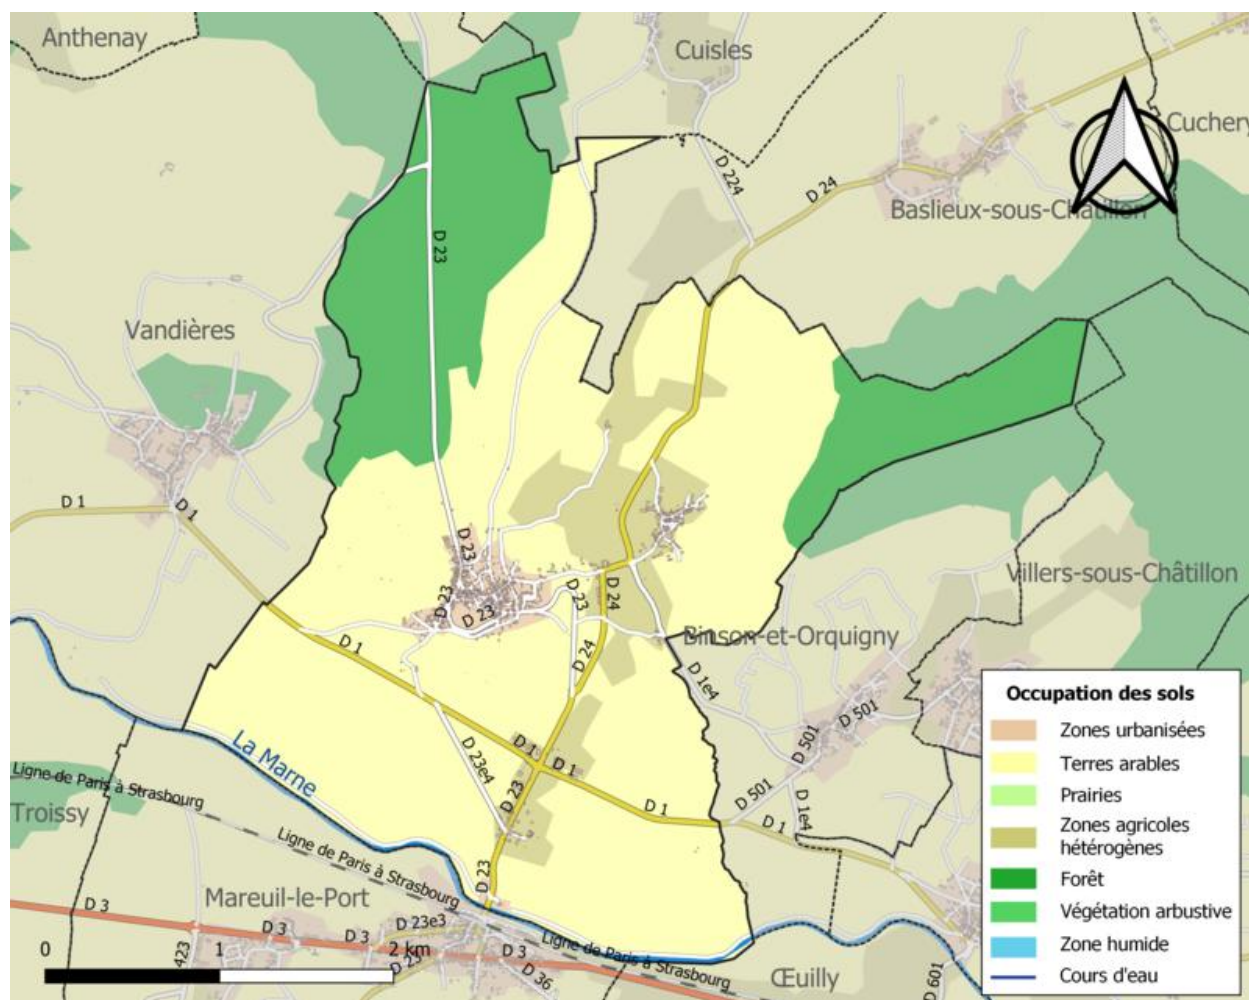 Anthenay
Cuisles
Cuchery
D 224
D 24
Baslieux-sous-Châtillon
D 23
Vandières
D 1
D 1
D 23
Villers-sous-Châtillon
D 23
D 23
D 23
D 24
Binson-et-Orquigny
D 1
D 24
D 1e4
D 501
D 501
La Marne
D 23e4
D 1
D 1
D 23
D 1
D 501
D 1e4
D 1
Ligne de Paris à Strasbourg
Troissy
Ligne de Paris à Strasbourg
D 23
Mareuil-le-Port
D 3
D 23e3
D 3
D 3
D 3
423
D 23
D 36
Ligne de Paris à Strasbourg
Œuilly
D 601
0
1
2 km
Occupation des sols
Zones urbanisées
Terres arables
Prairies
Zones agricoles
hétérogènes
Forêt
Végétation arbustive
Zone humide
Cours d'eau